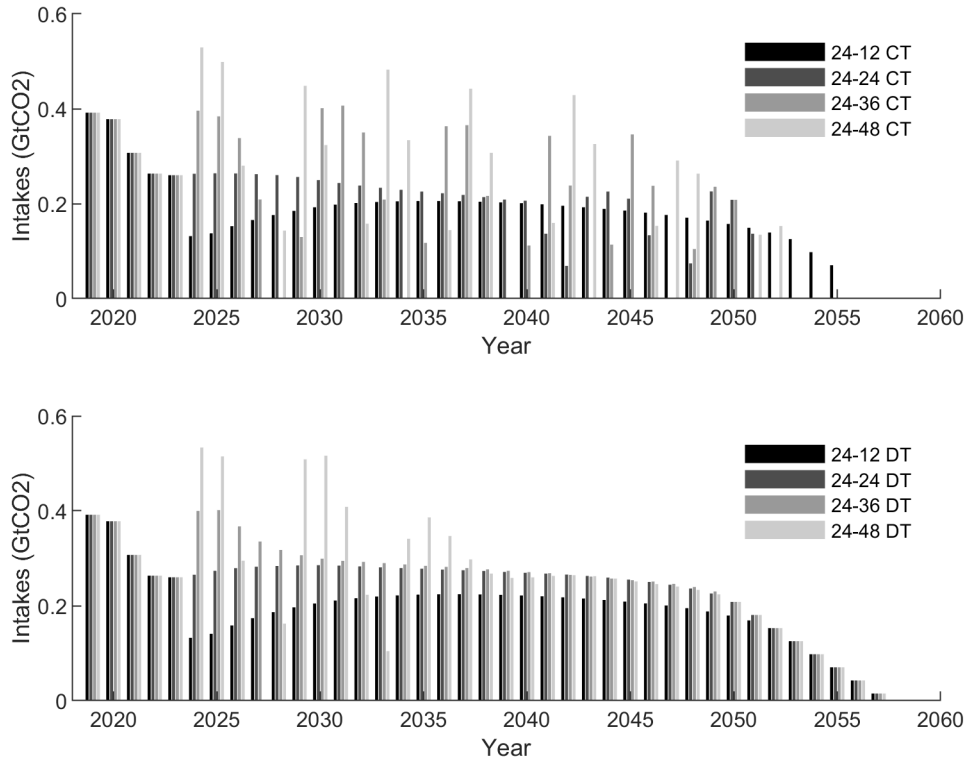 0.6
0.4
0.2
0
Intakes (GtCO2)
24-12 CT
24-24 CT
24-36 CT
24-48 CT
2020 2025 2030 2035 2040 2045 2050 2055 2060
Year
0.6
0.4
0.2
0
Intakes (GtCO2)
24-12 DT
24-24 DT
24-36 DT
24-48 DT
2020 2025 2030 2035 2040 2045 2050 2055 2060
Year